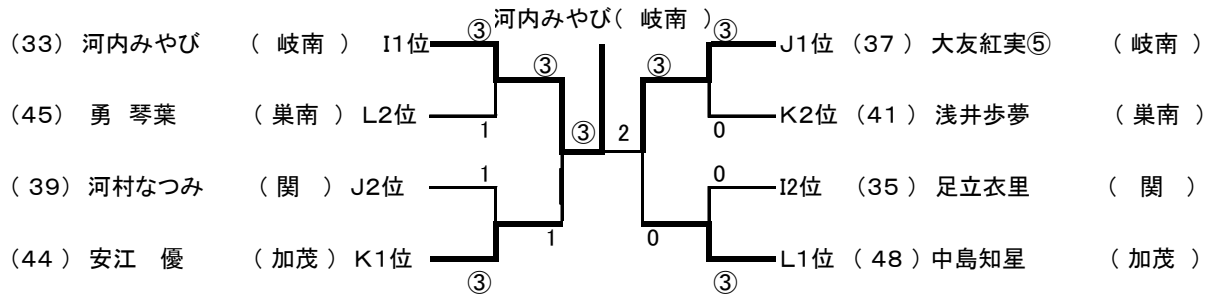 河内みやび( 岐南 )
(33) 河内みやび ( 岐南 ) I1位 ③ ③ J1位 (37 ) 大友紅実⑤ ( 岐南 )
③ ③
(45) 勇 琴葉 ( 巣南 ) L2位 1 0 K2位 (41 ) 浅井歩夢 ( 巣南 )
③ 2
( 39) 河村なつみ ( 関 ) J2位 1 0 I2位 (35 ) 足立衣里 ( 関 )
1 0
(44 ) 安江 優 ( 加茂 ) K1位 ③ ③ L1位 ( 48 ) 中島知星 ( 加茂 )